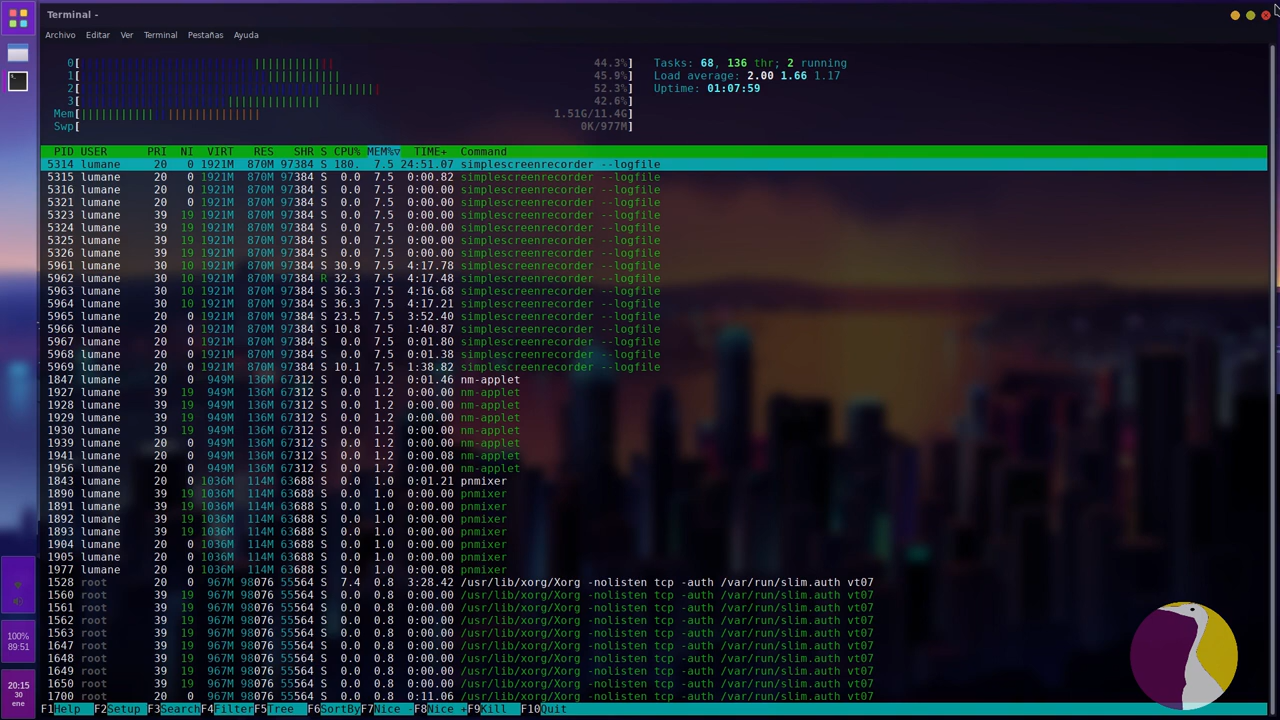 Terminal -
Archivo Editar Ver Terminal Pestañas Ayuda
0[ 44.3%] Tasks: 68, 136 thr; 2 running
1[ 45.9%] Load average: 2.00 1.66 1.17
2[ 52.3%] Uptime: 01:07:59
3[ 42.6%]
Mem[ 1.51G/11.4G]
Swp[ 0K/977M]
PID USER PRI NI VIRT RES SHR S CPU% MEM%▽ TIME+ Command
5314 lumane 20 0 1921M 870M 97384 S 180. 7.5 24:51.07 simplescreenrecorder --logfile
5315 lumane 20 0 1921M 870M 97384 S 0.0 7.5 0:00.82 simplescreenrecorder --logfile
5316 lumane 20 0 1921M 870M 97384 S 0.0 7.5 0:00.00 simplescreenrecorder --logfile
5321 lumane 20 0 1921M 870M 97384 S 0.0 7.5 0:00.00 simplescreenrecorder --logfile
5323 lumane 39 19 1921M 870M 97384 S 0.0 7.5 0:00.00 simplescreenrecorder --logfile
5324 lumane 39 19 1921M 870M 97384 S 0.0 7.5 0:00.00 simplescreenrecorder --logfile
5325 lumane 39 19 1921M 870M 97384 S 0.0 7.5 0:00.00 simplescreenrecorder --logfile
5326 lumane 39 19 1921M 870M 97384 S 0.0 7.5 0:00.00 simplescreenrecorder --logfile
5961 lumane 30 10 1921M 870M 97384 S 30.9 7.5 4:17.78 simplescreenrecorder --logfile
5962 lumane 30 10 1921M 870M 97384 R 32.3 7.5 4:17.48 simplescreenrecorder --logfile
5963 lumane 30 10 1921M 870M 97384 S 36.3 7.5 4:16.68 simplescreenrecorder --logfile
5964 lumane 30 10 1921M 870M 97384 S 36.3 7.5 4:17.21 simplescreenrecorder --logfile
5965 lumane 20 0 1921M 870M 97384 S 23.5 7.5 3:52.40 simplescreenrecorder --logfile
5966 lumane 20 0 1921M 870M 97384 S 10.8 7.5 1:40.87 simplescreenrecorder --logfile
5967 lumane 20 0 1921M 870M 97384 S 0.0 7.5 0:01.80 simplescreenrecorder --logfile
5968 lumane 20 0 1921M 870M 97384 S 0.0 7.5 0:01.38 simplescreenrecorder --logfile
5969 lumane 20 0 1921M 870M 97384 S 10.1 7.5 1:38.82 simplescreenrecorder --logfile
1847 lumane 20 0 949M 136M 67312 S 0.0 1.2 0:01.46 nm-applet
1927 lumane 39 19 949M 136M 67312 S 0.0 1.2 0:00.00 nm-applet
1928 lumane 39 19 949M 136M 67312 S 0.0 1.2 0:00.00 nm-applet
1929 lumane 39 19 949M 136M 67312 S 0.0 1.2 0:00.00 nm-applet
1930 lumane 39 19 949M 136M 67312 S 0.0 1.2 0:00.00 nm-applet
1939 lumane 20 0 949M 136M 67312 S 0.0 1.2 0:00.00 nm-applet
1941 lumane 20 0 949M 136M 67312 S 0.0 1.2 0:00.08 nm-applet
1956 lumane 20 0 949M 136M 67312 S 0.0 1.2 0:00.00 nm-applet
1843 lumane 20 0 1036M 114M 63688 S 0.0 1.0 0:01.21 pnmixer
1890 lumane 39 19 1036M 114M 63688 S 0.0 1.0 0:00.00 pnmixer
1891 lumane 39 19 1036M 114M 63688 S 0.0 1.0 0:00.00 pnmixer
1892 lumane 39 19 1036M 114M 63688 S 0.0 1.0 0:00.00 pnmixer
1893 lumane 39 19 1036M 114M 63688 S 0.0 1.0 0:00.00 pnmixer
1904 lumane 20 0 1036M 114M 63688 S 0.0 1.0 0:00.00 pnmixer
1905 lumane 20 0 1036M 114M 63688 S 0.0 1.0 0:00.00 pnmixer
1977 lumane 20 0 1036M 114M 63688 S 0.0 1.0 0:00.08 pnmixer
1528 root 20 0 967M 98076 55564 S 7.4 0.8 3:28.42 /usr/lib/xorg/Xorg -nolisten tcp -auth /var/run/slim.auth vt07
1560 root 39 19 967M 98076 55564 S 0.0 0.8 0:00.00 /usr/lib/xorg/Xorg -nolisten tcp -auth /var/run/slim.auth vt07
1561 root 39 19 967M 98076 55564 S 0.0 0.8 0:00.00 /usr/lib/xorg/Xorg -nolisten tcp -auth /var/run/slim.auth vt07
1562 root 39 19 967M 98076 55564 S 0.0 0.8 0:00.00 /usr/lib/xorg/Xorg -nolisten tcp -auth /var/run/slim.auth vt07
1563 root 39 19 967M 98076 55564 S 0.0 0.8 0:00.00 /usr/lib/xorg/Xorg -nolisten tcp -auth /var/run/slim.auth vt07
1647 root 39 19 967M 98076 55564 S 0.0 0.8 0:00.00 /usr/lib/xorg/Xorg -nolisten tcp -auth /var/run/slim.auth vt07
1648 root 39 19 967M 98076 55564 S 0.0 0.8 0:00.00 /usr/lib/xorg/Xorg -nolisten tcp -auth /var/run/slim.auth vt07
1649 root 39 19 967M 98076 55564 S 0.0 0.8 0:00.00 /usr/lib/xorg/Xorg -nolisten tcp -auth /var/run/slim.auth vt07
1650 root 39 19 967M 98076 55564 S 0.0 0.8 0:00.00 /usr/lib/xorg/Xorg -nolisten tcp -auth /var/run/slim.auth vt07
1700 root 20 0 967M 98076 55564 S 0.0 0.8 0:11.06 /usr/lib/xorg/Xorg -nolisten tcp -auth /var/run/slim.auth vt07
F1Help F2Setup F3SearchF4FilterF5Tree F6SortByF7Nice -F8Nice +F9Kill F10Quit
100%
89:51
20:15
30
ene